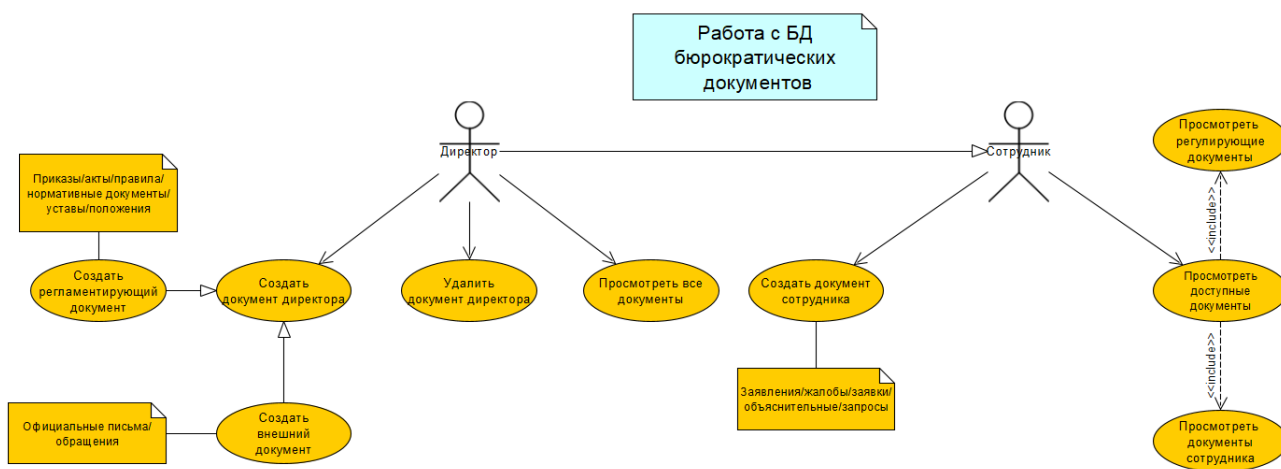 Работа с БД
бюрократических
документов
Директор
Сотрудник
Просмотреть
регулирующие
документы
Приказы/акты/правила/
нормативные документы/
уставы/положения
<<include>>
Создать
регламентирующий
документ
Создать
документ директора
Удалить
документ директора
Просмотреть все
документы
Создать документ
сотрудника
Просмотреть
доступные
документы
<<include>>
Заявления/жалобы/заявки/
объяснительные/запросы
Официальные письма/
обращения
Создать
внешний
документ
Просмотреть
документы
сотрудника